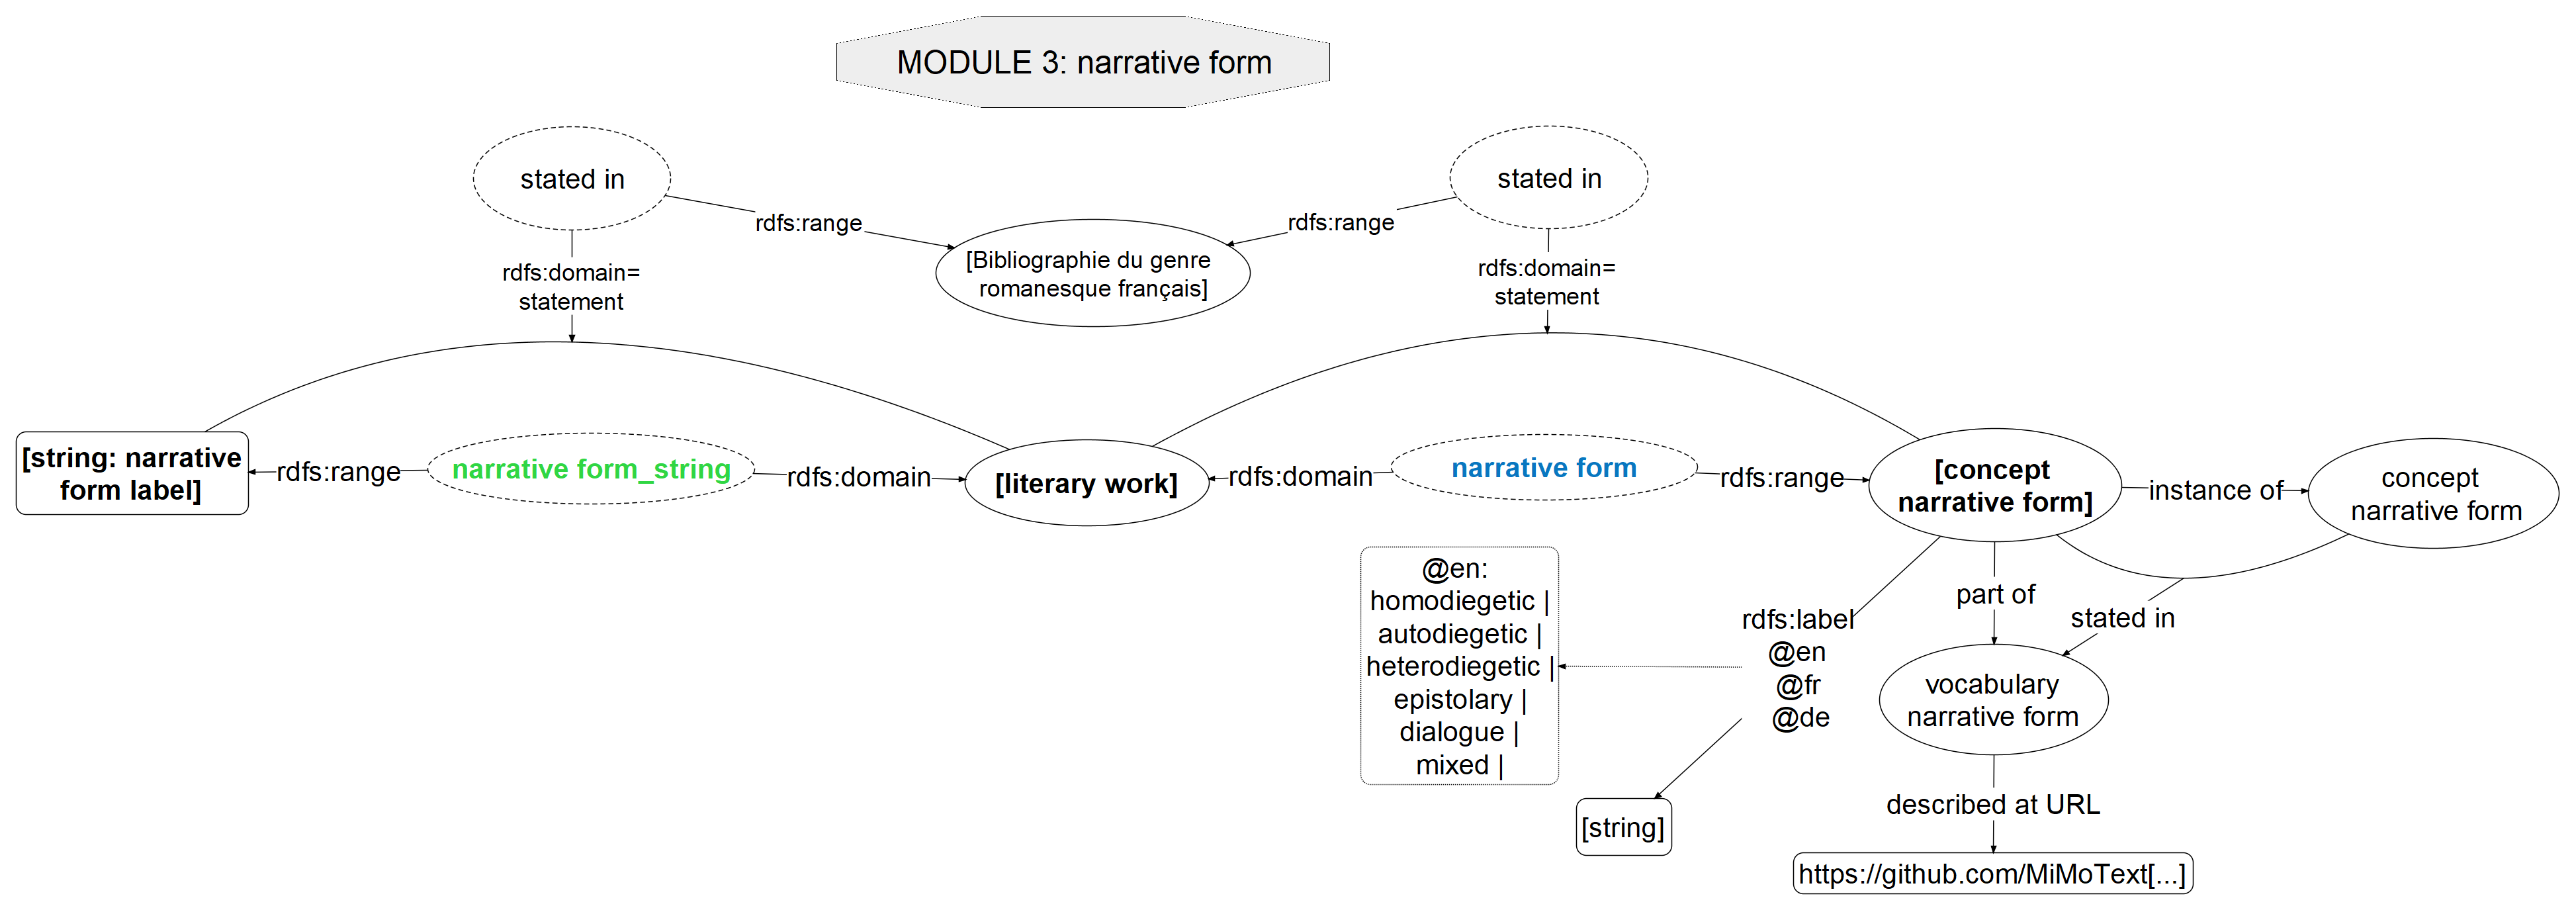 MODULE 3: narrative form
stated in
stated in
rdfs:range
rdfs:range
[Bibliographie du genre
romanesque français]
rdfs:domain=
statement
rdfs:domain=
statement
[string: narrative
form label]
rdfs:range
narrative form_string
rdfs:domain
[literary work]
rdfs:domain
narrative form
rdfs:range
[concept
narrative form]
instance of
concept
narrative form
@en:
homodiegetic |
autodiegetic |
heterodiegetic |
epistolary |
dialogue |
mixed |
rdfs:label
@en
@fr
@de
part of
stated in
vocabulary
narrative form
[string]
described at URL
https://github.com/MiMoText[...]